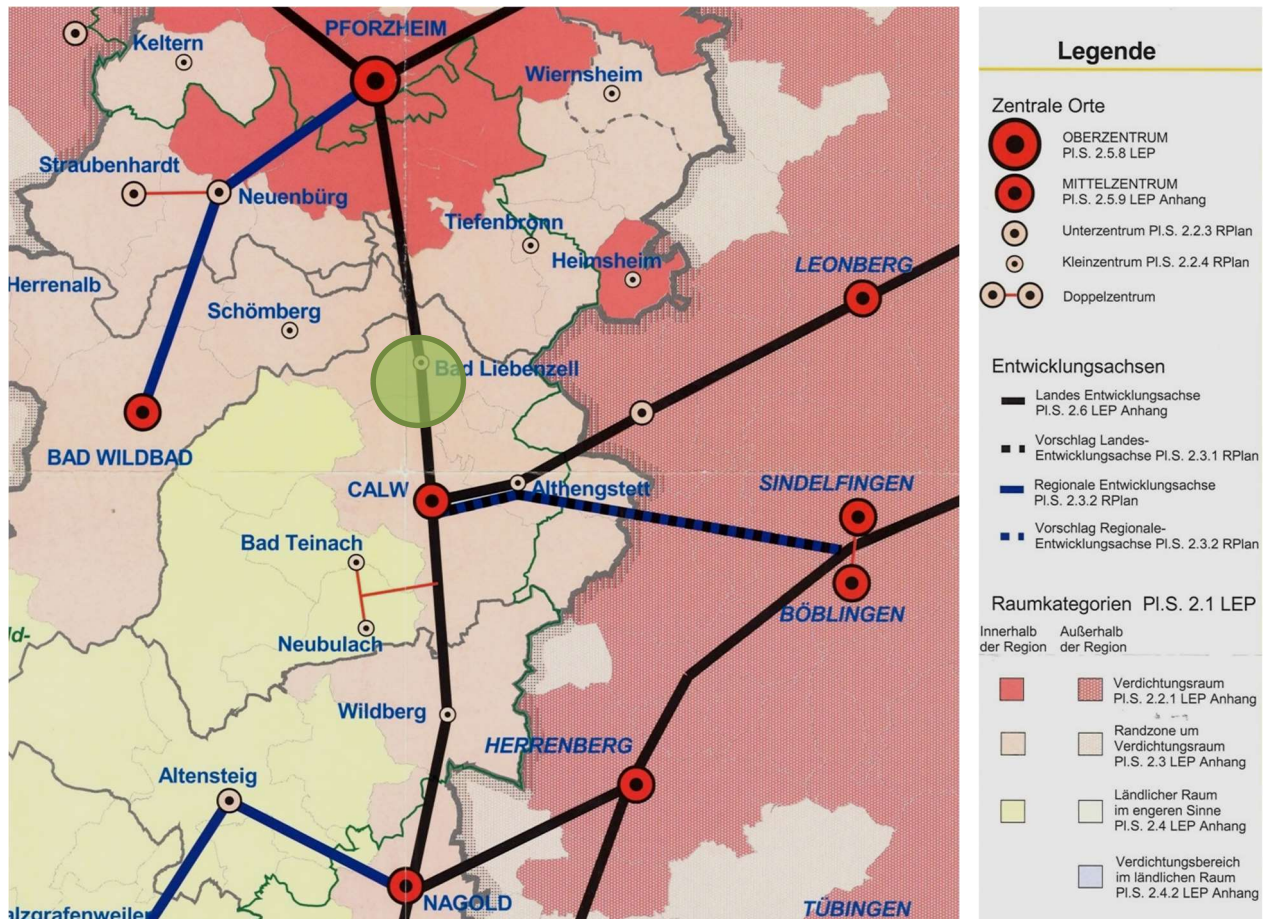 PFORZHEIM
Keltern
Wiernsheim
Straubenhardt
Neuenbürg
Tiefenbronn
Heimsheim
LEONBERG
Herrenalb
Schömberg
Bad Liebenzell
BAD WILDBAD
CALW
Althengstett
SINDELFINGEN
Bad Teinach
BÖBLINGEN
ld-
Neubulach
Wildberg
HERRENBERG
Altensteig
NAGOLD
alzgrafenweiler
TÜBINGEN
Legende
Zentrale Orte
OBERZENTRUM
Pl.S. 2.5.8 LEP
MITTELZENTRUM
Pl.S. 2.5.9 LEP Anhang
Unterzentrum Pl.S. 2.2.3 RPlan
Kleinzentrum Pl.S. 2.2.4 RPlan
Doppelzentrum
Entwicklungsachsen
Landes Entwicklungsachse
Pl.S. 2.6 LEP Anhang
Vorschlag Landes-
Entwicklungsachse Pl.S. 2.3.1 RPlan
Regionale Entwicklungsachse
Pl.S. 2.3.2 RPlan
Vorschlag Regionale-
Entwicklungsachse Pl.S. 2.3.2 RPlan
Raumkategorien Pl.S. 2.1 LEP
Innerhalb
der Region
Außerhalb
der Region
Verdichtungsraum
Pl.S. 2.2.1 LEP Anhang
Randzone um
Verdichtungsraum
Pl.S. 2.3 LEP Anhang
Ländlicher Raum
im engeren Sinne
Pl.S. 2.4 LEP Anhang
Verdichtungsbereich
im ländlichen Raum
Pl.S. 2.4.2 LEP Anhang